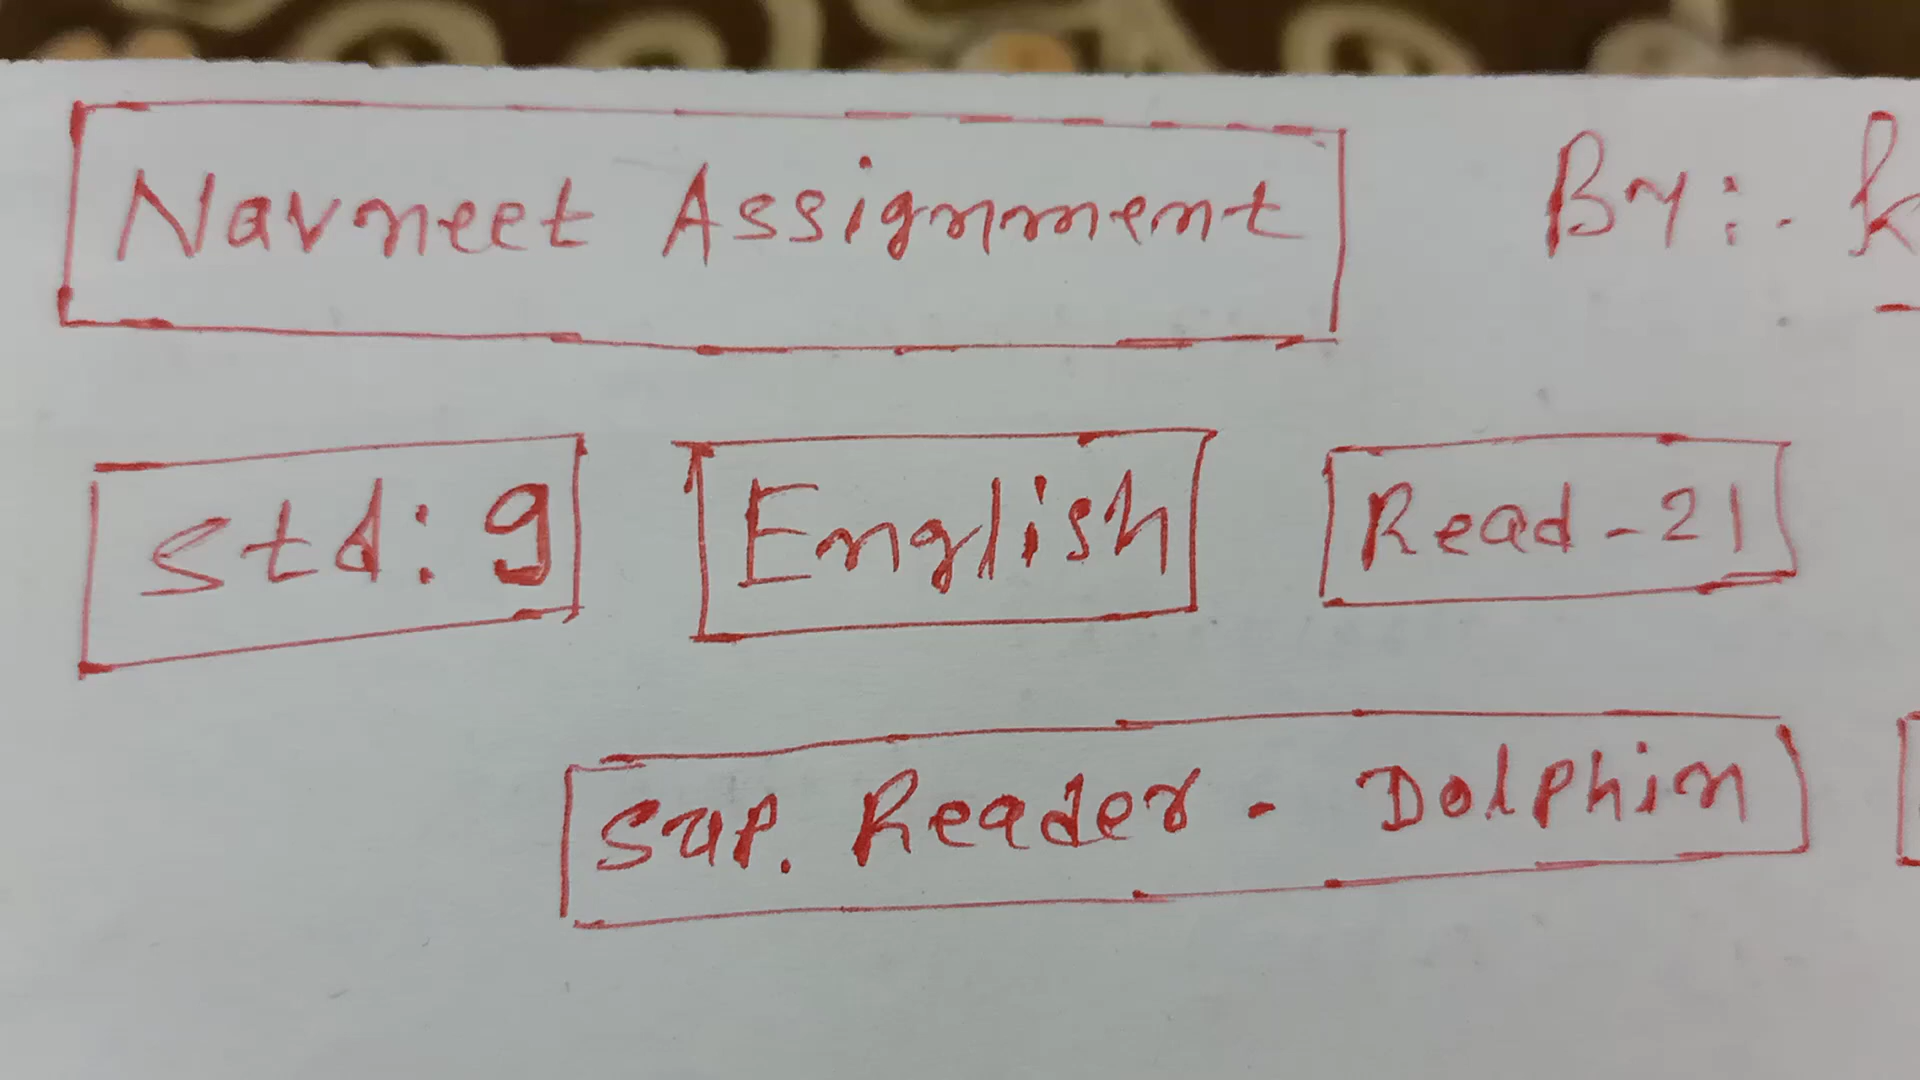 Navneet Assignment By:-
Std: 9 English Read - 21
Sup. Reader - Dolphin